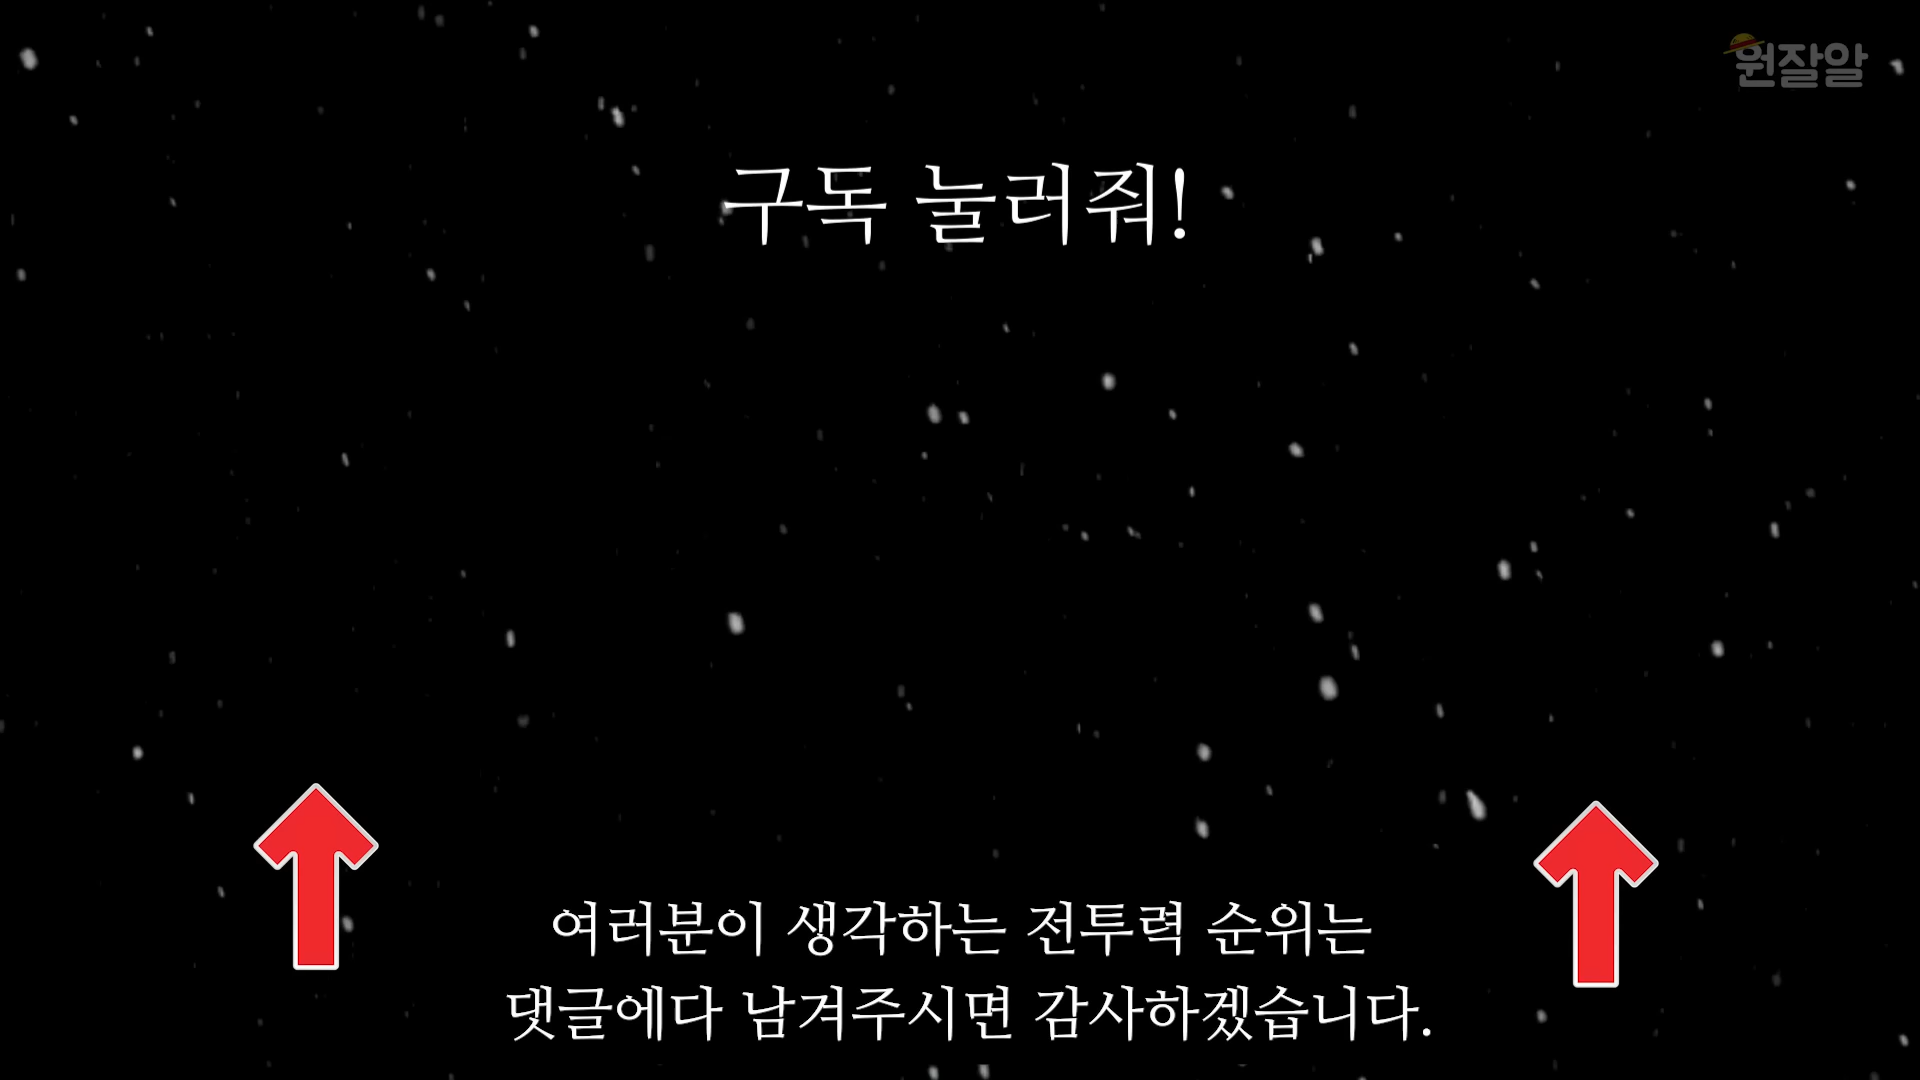 원잘알
구독 눌러줘!
여러분이 생각하는 전투력 순위는
댓글에다 남겨주시면 감사하겠습니다.